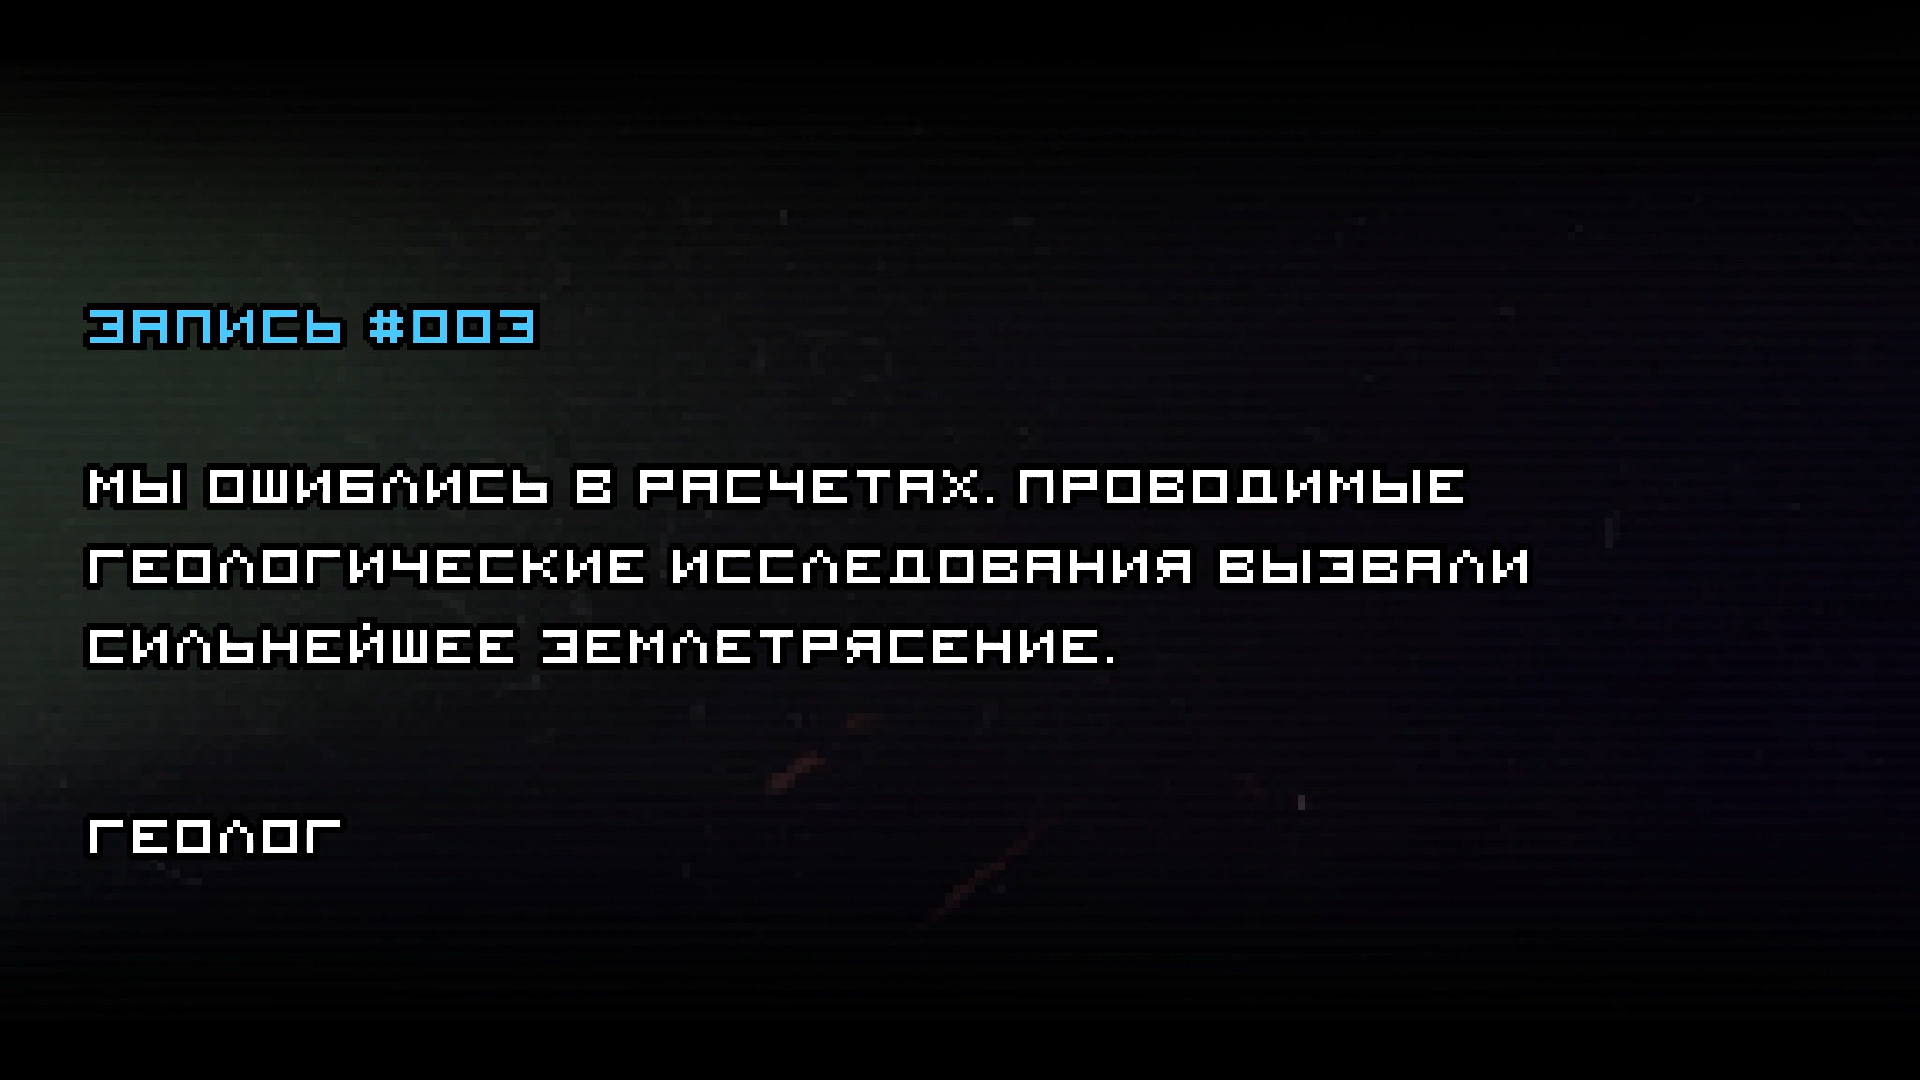 ЗАПИСЬ #003
МЫ ОШИБЛИСЬ В РАСЧЕТАХ. ПРОВОДИМЫЕ
ГЕОЛОГИЧЕСКИЕ ИССЛЕДОВАНИЯ ВЫЗВАЛИ
СИЛЬНЕЙШЕЕ ЗЕМЛЕТРЯСЕНИЕ.
ГЕОЛОГ